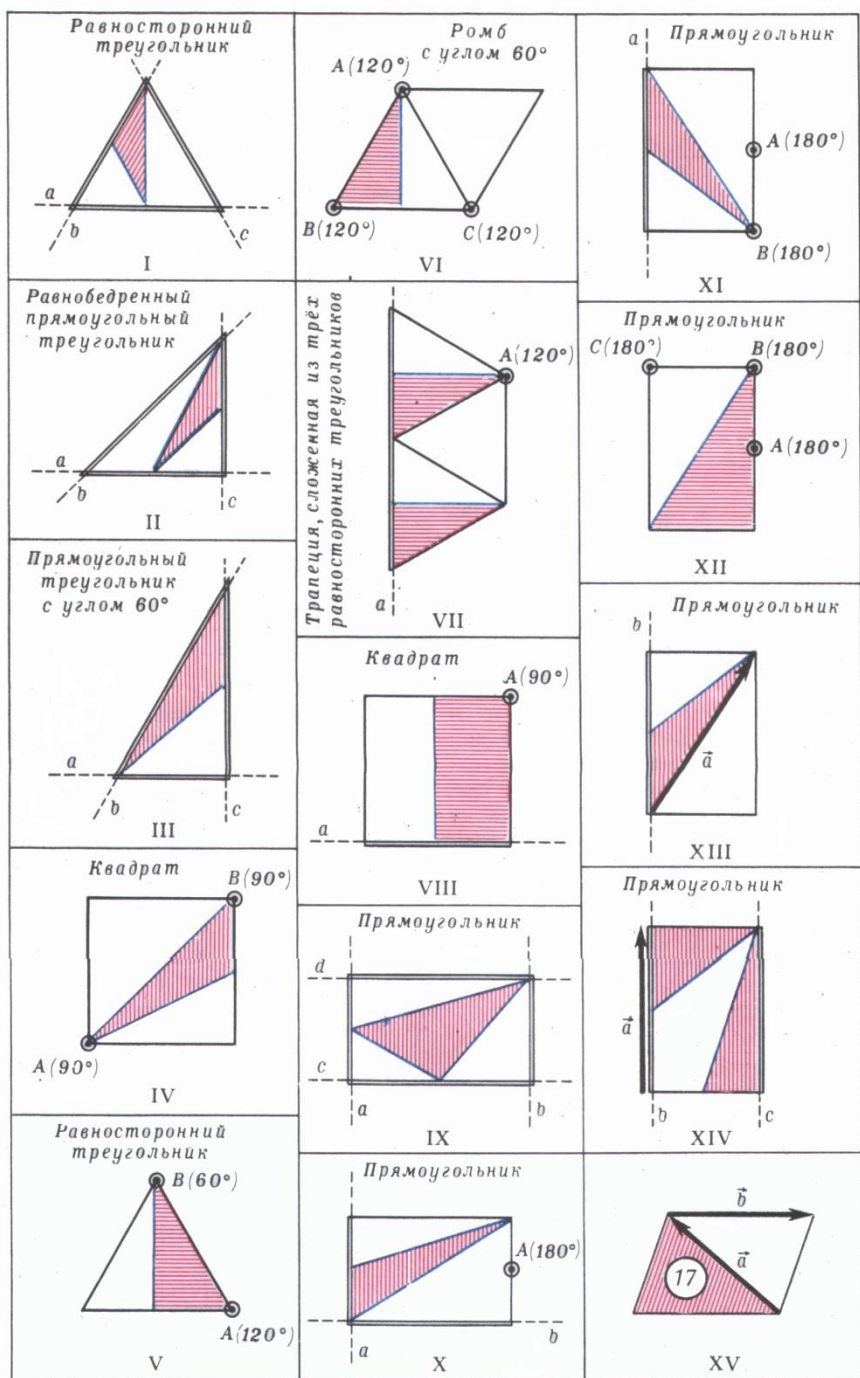 Равносторонний
треугольник
a
b
c
I
Равнобедренный
прямоугольный
треугольник
a
b
c
II
Прямоугольный
треугольник
с углом 60°
a
b
c
III
Квадрат
B(90°)
A(90°)
IV
Равносторонний
треугольник
B(60°)
A(120°)
V
Ромб
с углом 60°
A(120°)
B(120°)
C(120°)
VI
Трапеция, сложенная из трёх
равносторонних треугольников
A(120°)
a
VII
Квадрат
A(90°)
a
VIII
Прямоугольник
d
c
a
b
IX
Прямоугольник
A(180°)
b
a
X
a
Прямоугольник
A(180°)
B(180°)
XI
Прямоугольник
C(180°)
B(180°)
A(180°)
XII
Прямоугольник
b
a⃗
XIII
Прямоугольник
a⃗
b
c
XIV
b⃗
a⃗
17
XV